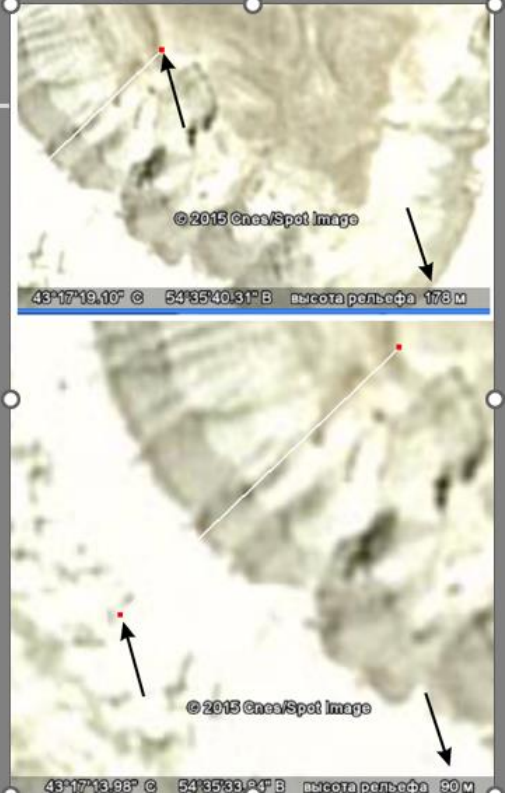 © 2015 Cnes/Spot Image
43°17'19.10" С 54°35'40.31" В высота рельефа 178 м
© 2015 Cnes/Spot Image
43°17'13.98" С 54°35'33.84" В высота рельефа 90 м